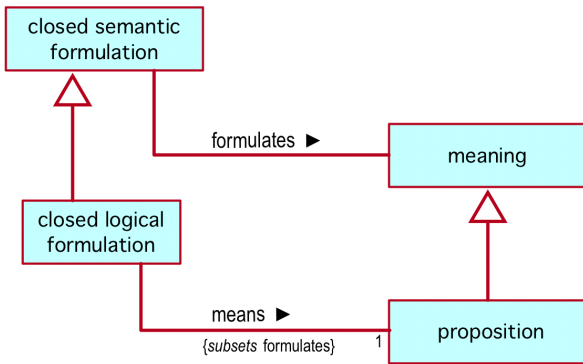 closed semantic
formulation
formulates ►
meaning
closed logical
formulation
means ►
{subsets formulates}
1
proposition